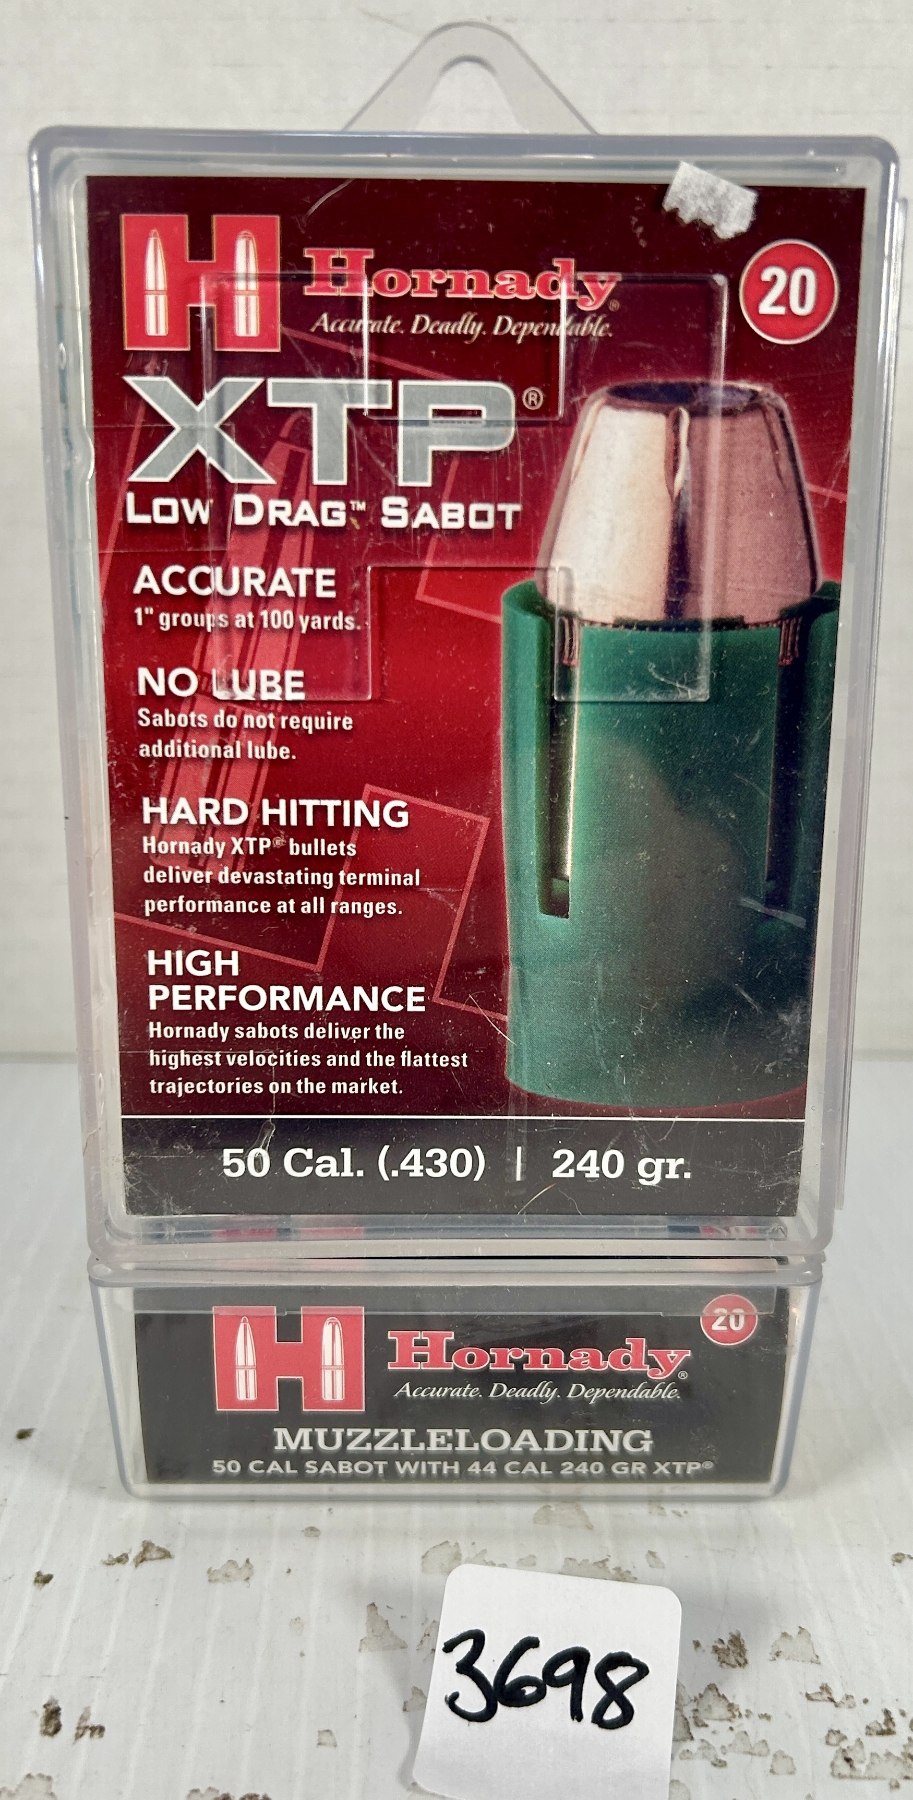 H Hornady®
Accurate. Deadly. Dependable.
20
XTP®
LOW DRAG™ SABOT
ACCURATE
1" groups at 100 yards.
NO LUBE
Sabots do not require
additional lube.
HARD HITTING
Hornady XTP® bullets
deliver devastating terminal
performance at all ranges.
HIGH
PERFORMANCE
Hornady sabots deliver the
highest velocities and the flattest
trajectories on the market.
50 Cal. (.430) | 240 gr.
H Hornady®
Accurate. Deadly. Dependable.
20
MUZZLELOADING
50 CAL SABOT WITH 44 CAL 240 GR XTP®
3698